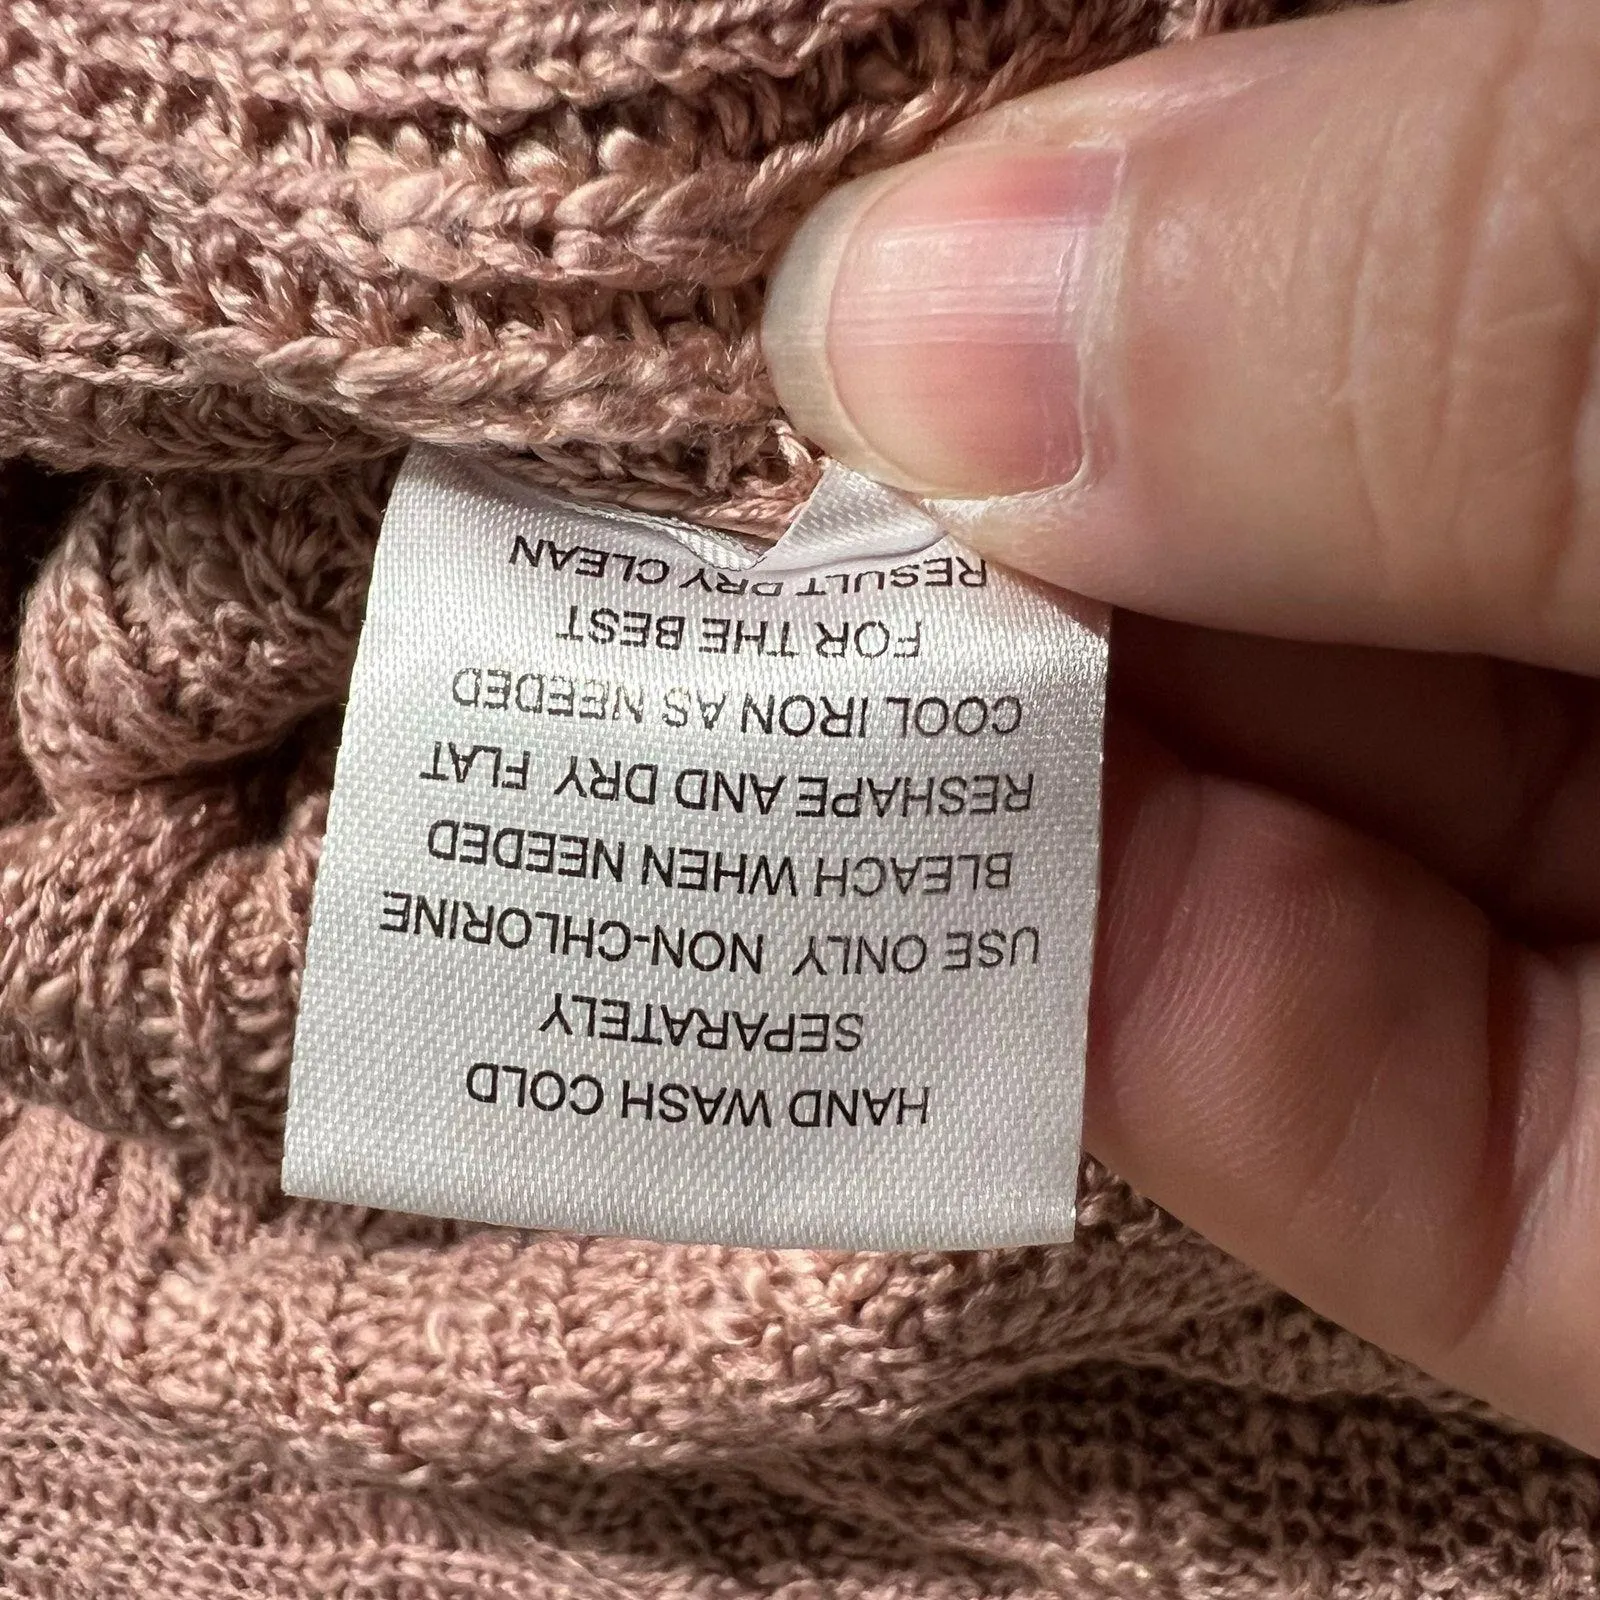 HAND WASH COLD
SEPARATELY
USE ONLY NON-CHLORINE
BLEACH WHEN NEEDED
RESHAPE AND DRY FLAT
COOL IRON AS NEEDED
FOR THE BEST
RESULT DRY CLEAN